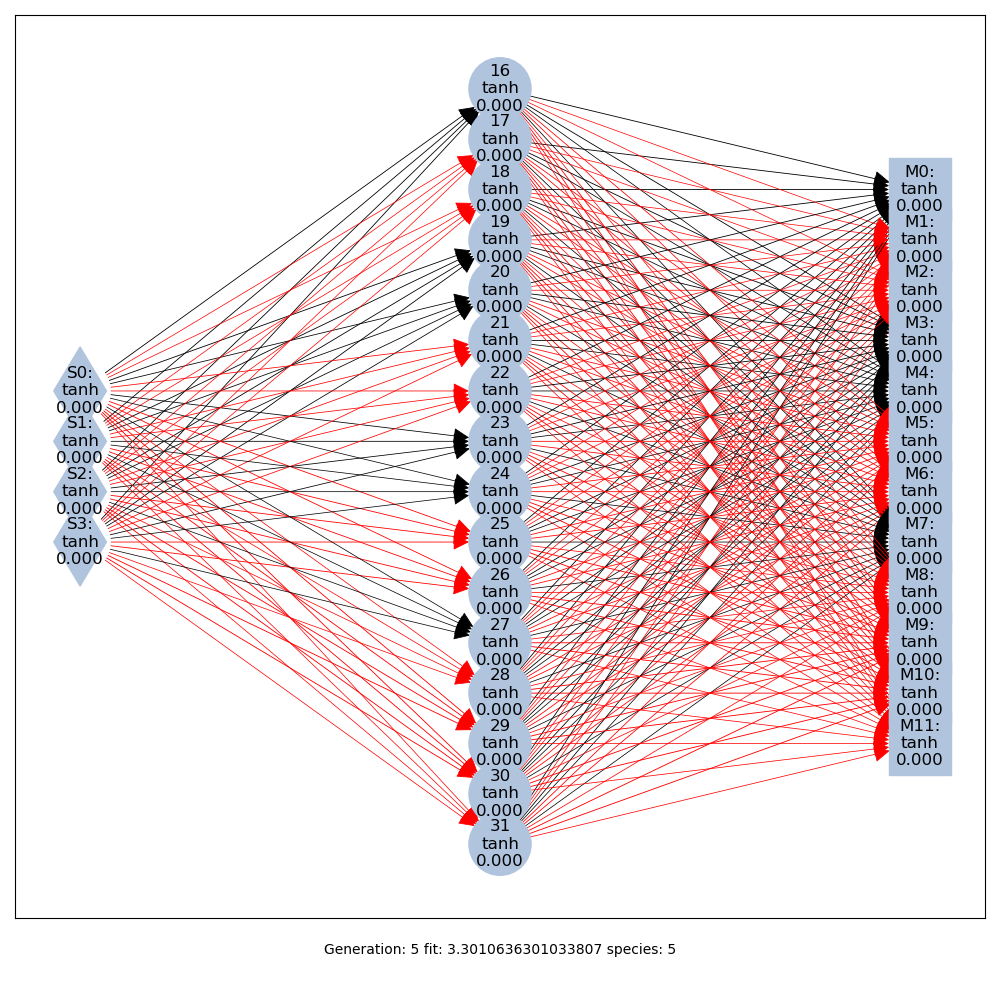 S0:
tanh
0.000
S1:
tanh
0.000
S2:
tanh
0.000
S3:
tanh
0.000
16
tanh
0.000
17
tanh
0.000
18
tanh
0.000
19
tanh
0.000
20
tanh
0.000
21
tanh
0.000
22
tanh
0.000
23
tanh
0.000
24
tanh
0.000
25
tanh
0.000
26
tanh
0.000
27
tanh
0.000
28
tanh
0.000
29
tanh
0.000
30
tanh
0.000
31
tanh
0.000
M0:
tanh
0.000
M1:
tanh
0.000
M2:
tanh
0.000
M3:
tanh
0.000
M4:
tanh
0.000
M5:
tanh
0.000
M6:
tanh
0.000
M7:
tanh
0.000
M8:
tanh
0.000
M9:
tanh
0.000
M10:
tanh
0.000
M11:
tanh
0.000
Generation: 5 fit: 3.3010636301033807 species: 5